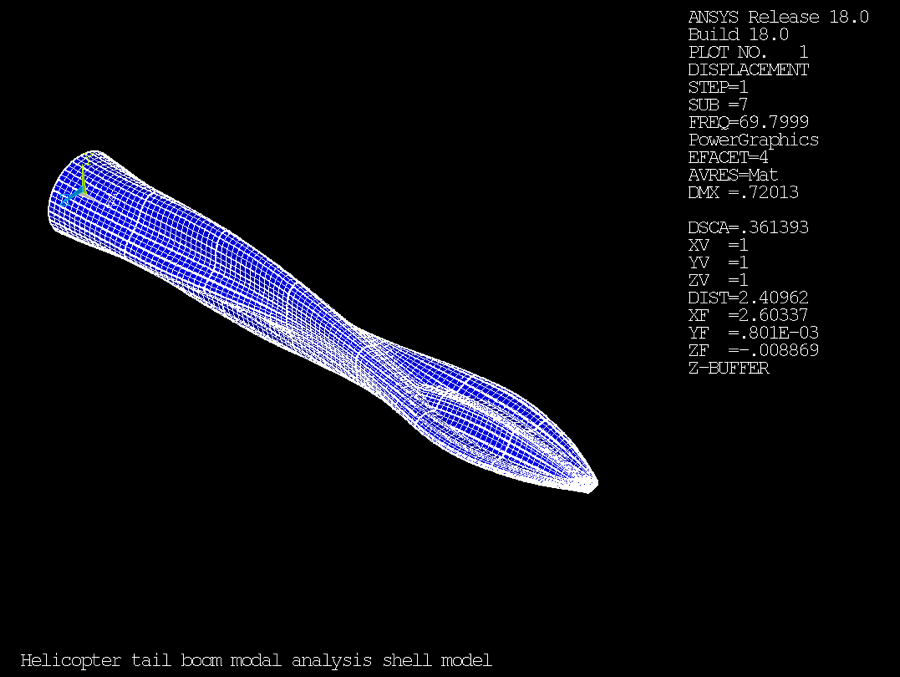 ANSYS Release 18.0
Build 18.0
PLOT NO. 1
DISPLACEMENT
STEP=1
SUB =7
FREQ=69.7999
PowerGraphics
EFACET=4
AVRES=Mat
DMX =.72013
DSCA=.361393
XV =1
YV =1
ZV =1
DIST=2.40962
XF =2.60337
YF =.801E-03
ZF =-.008869
Z-BUFFER
Helicopter tail boom modal analysis shell model